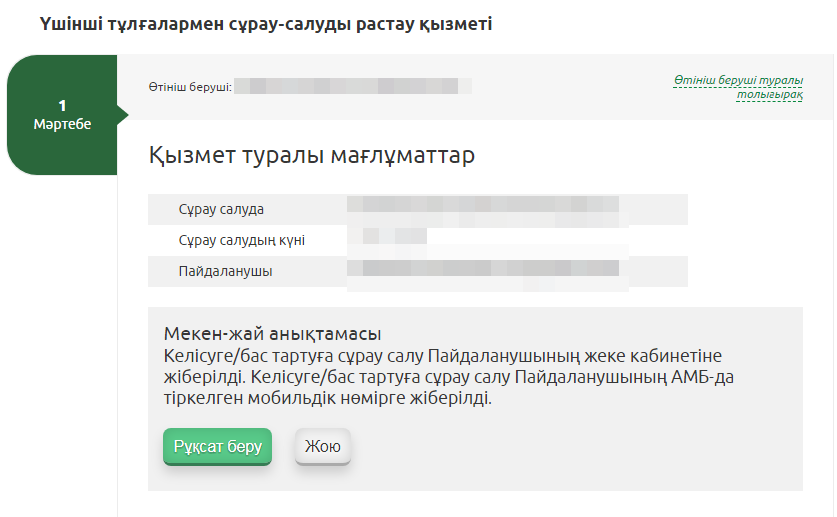 Үшінші тұлғалармен сұрау-салуды растау қызметі
1
Мәртебе
Өтініш беруші:
Өтініш беруші туралы
толығырақ
Қызмет туралы мағлұматтар
Сұрау салуда
Сұрау салудың күні
Пайдаланушы
Мекен-жай анықтамасы
Келісуге/бас тартуға сұрау салу Пайдаланушының жеке кабинетіне
жіберілді. Келісуге/бас тартуға сұрау салу Пайдаланушының АМБ-да
тіркелген мобильдік нөмірге жіберілді.
Рұқсат беру
Жою